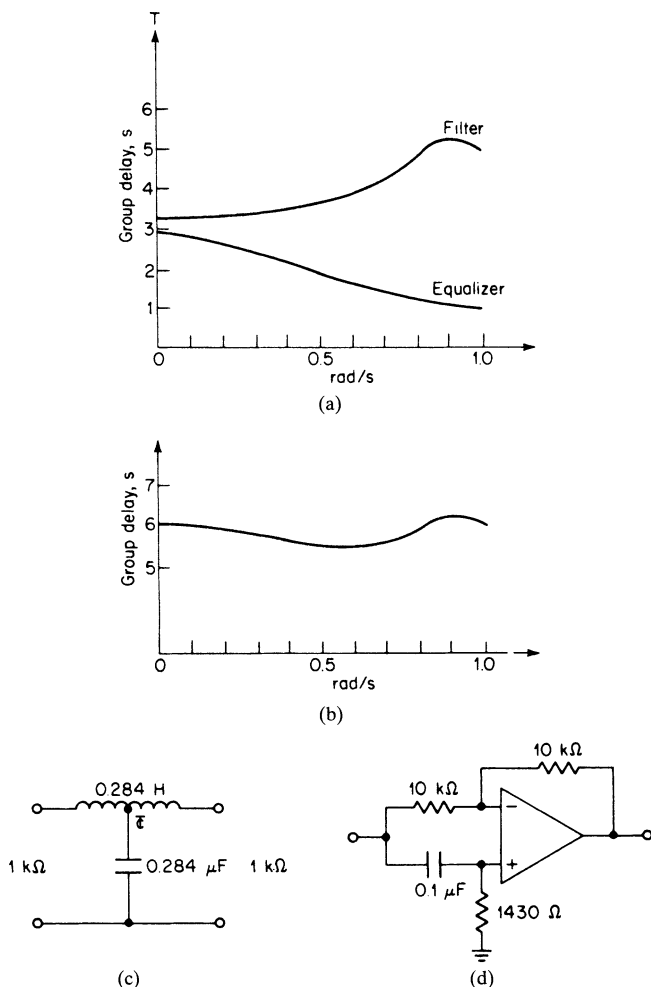 T
Group delay, s
6
5
4
3
2
1
Filter
Equalizer
0
0.5
1.0
rad/s
(a)
Group delay, s
7
6
5
0
0.5
1.0
rad/s
(b)
0.284 H
1 kΩ
0.284 µF
1 kΩ
(c)
10 kΩ
10 kΩ
−
+
0.1 µF
1430 Ω
(d)